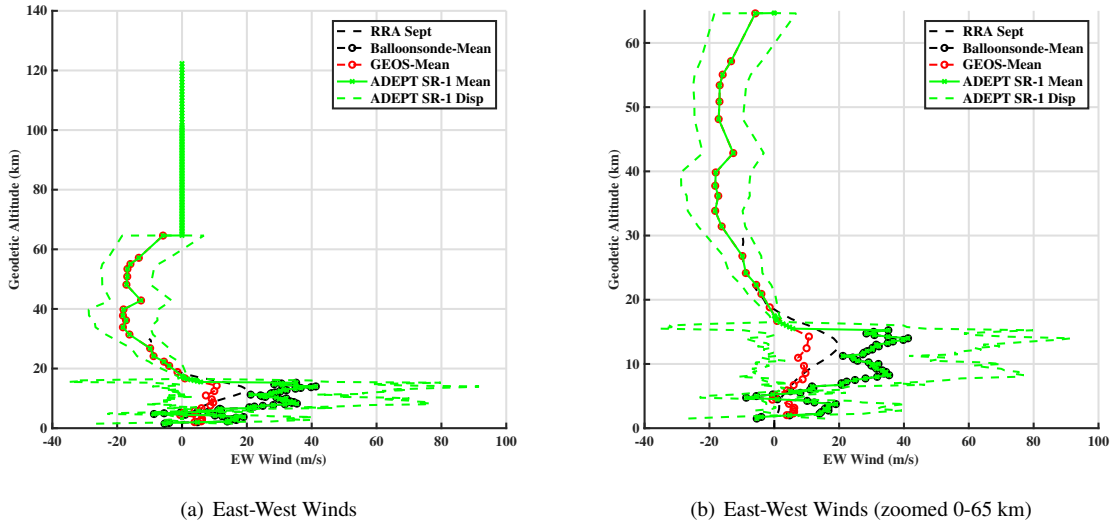 140
120
100
80
60
40
20
0
-40
-20
0
20
40
60
80
100
Geodetic Altitude (km)
EW Wind (m/s)
RRA Sept
Balloonsonde-Mean
GEOS-Mean
ADEPT SR-1 Mean
ADEPT SR-1 Disp
(a) East-West Winds
60
50
40
30
20
10
0
-40
-20
0
20
40
60
80
100
Geodetic Altitude (km)
EW Wind (m/s)
RRA Sept
Balloonsonde-Mean
GEOS-Mean
ADEPT SR-1 Mean
ADEPT SR-1 Disp
(b) East-West Winds (zoomed 0-65 km)